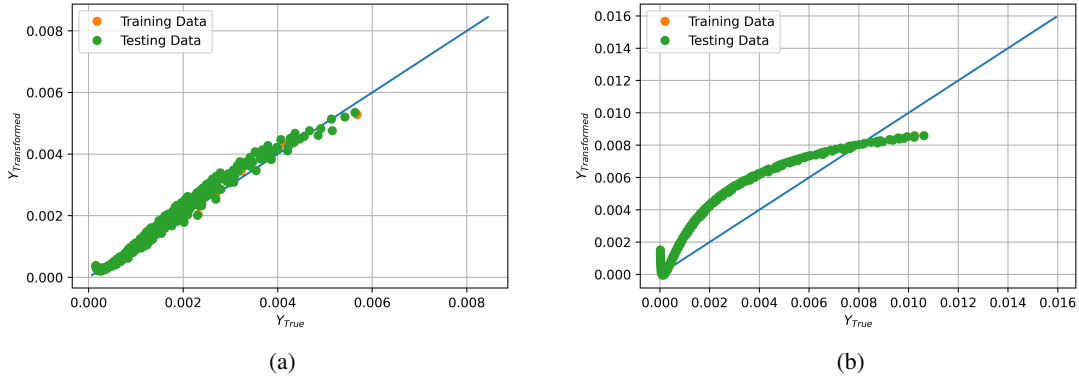 Training Data
Testing Data
0.008
0.006
0.004
0.002
0.000
Y_Transformed
0.000 0.002 0.004 0.006 0.008
Y_True
(a)
Training Data
Testing Data
0.016
0.014
0.012
0.010
0.008
0.006
0.004
0.002
0.000
Y_Transformed
0.000 0.002 0.004 0.006 0.008 0.010 0.012 0.014 0.016
Y_True
(b)